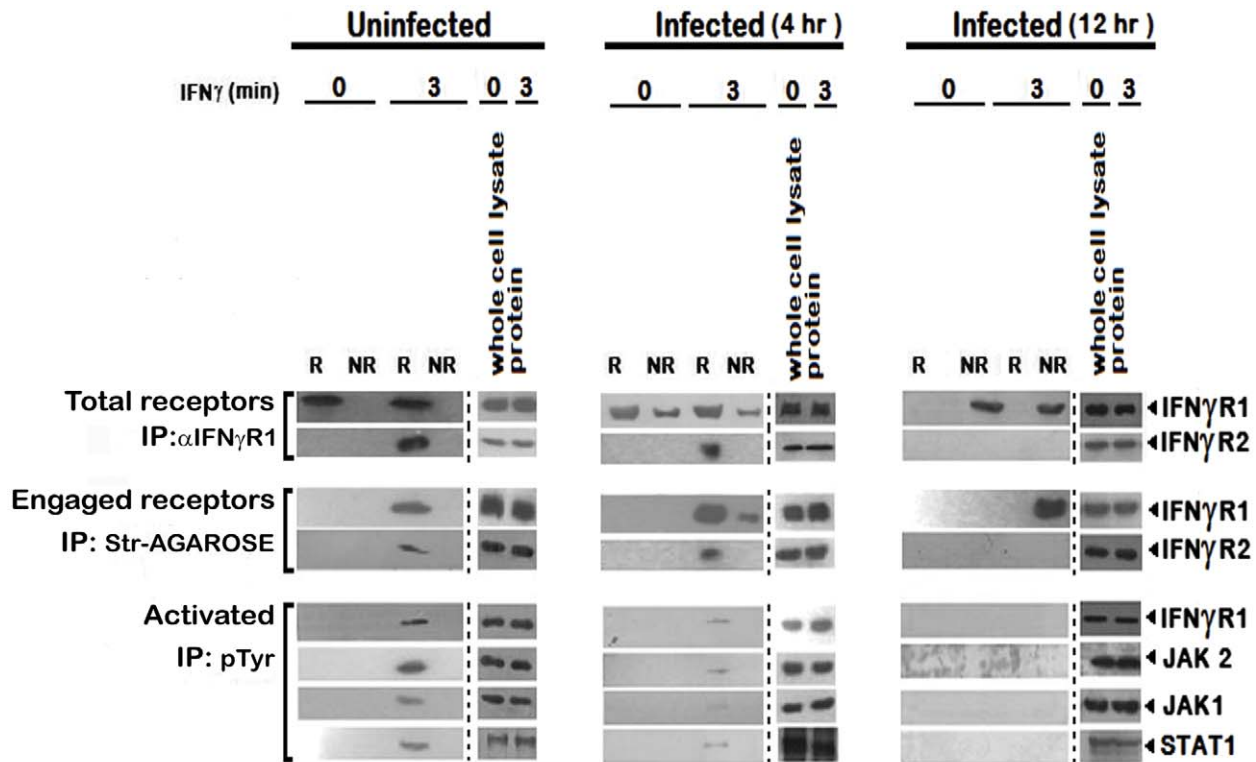 Uninfected Infected (4 hr) Infected (12 hr)
IFNγ (min) 0 3 0 3 0 3 0 3 0 3 0 3
whole cell lysate protein whole cell lysate protein whole cell lysate protein
R NR R NR R NR R NR R NR R NR
Total receptors IFNγR1
IP:αIFNγR1 IFNγR2
Engaged receptors IFNγR1
IP: Str-AGAROSE IFNγR2
Activated IFNγR1
IP: pTyr JAK 2
JAK1
STAT1